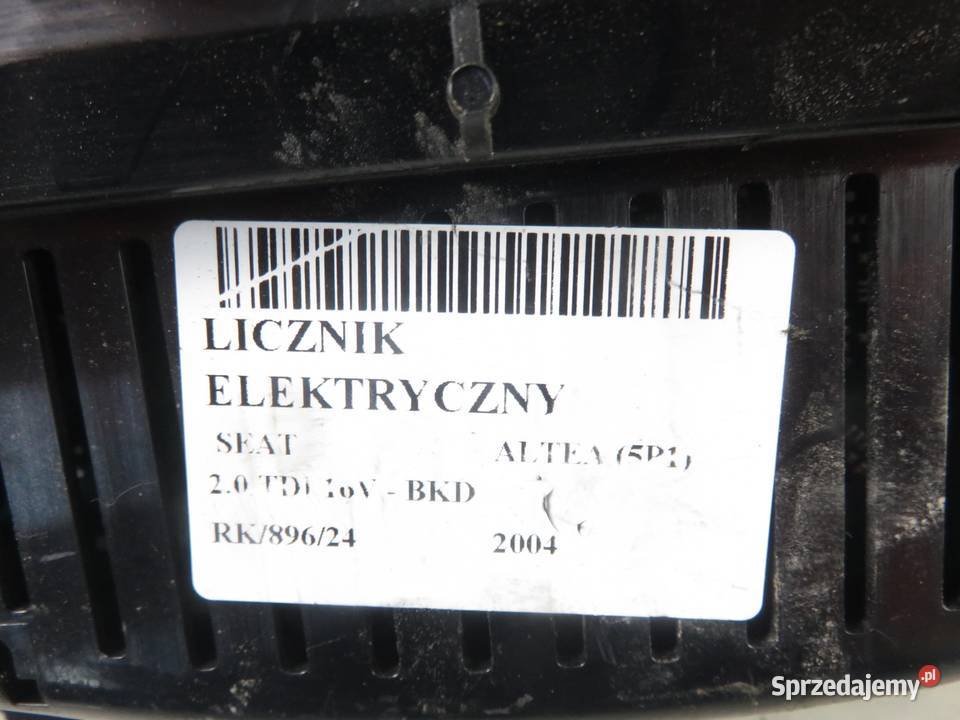 LICZNIK
ELEKTRYCZNY
SEAT ALTEA (5P1)
2.0 TDI 16V - BKD
RK/896/24 2004
Sprzedajemy.pl